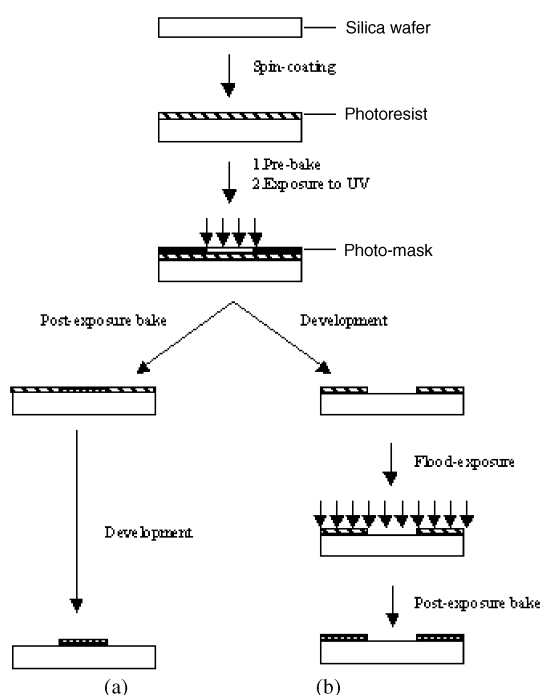 Silica wafer
Spin-coating
Photoresist
1.Pre-bake
2.Exposure to UV
Photo-mask
Post-exposure bake
Development
Flood-exposure
Development
Post-exposure bake
(a)
(b)